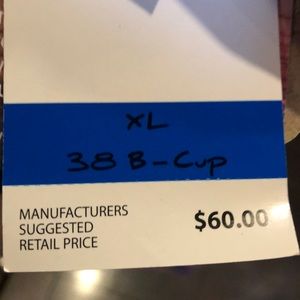 XL
38 B-Cup
MANUFACTURERS
SUGGESTED
RETAIL PRICE
$60.00